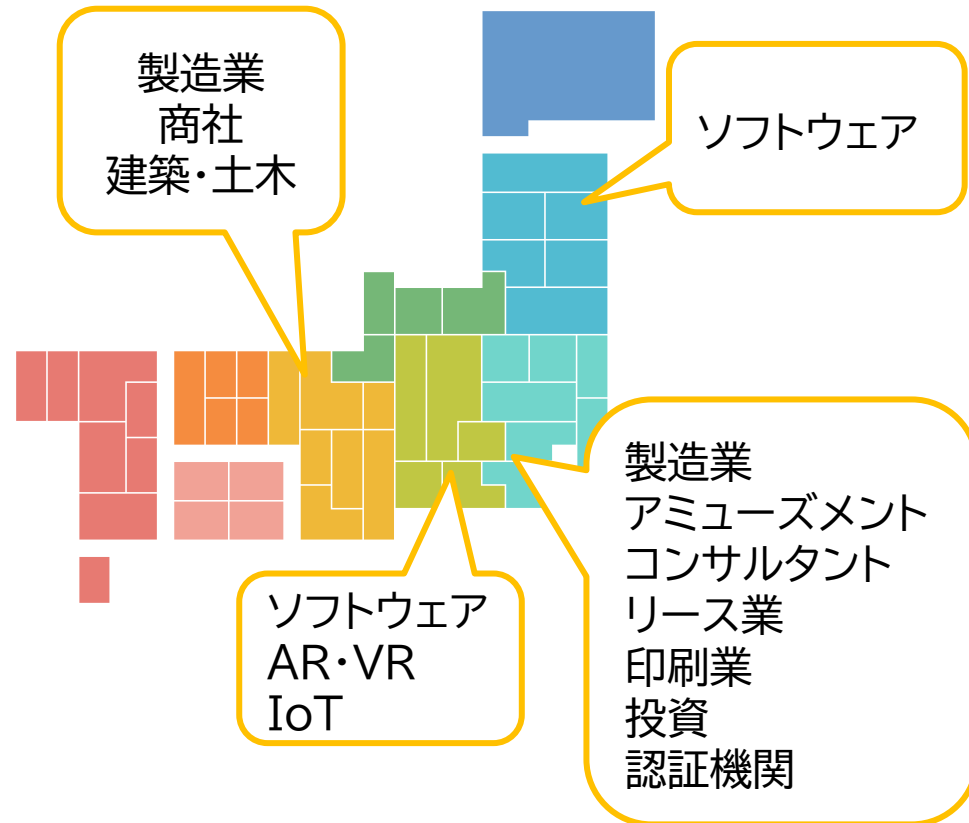 製造業
商社
建築・土木
ソフトウェア
ソフトウェア
AR・VR
IoT
製造業
アミューズメント
コンサルタント
リース業
印刷業
投資
認証機関